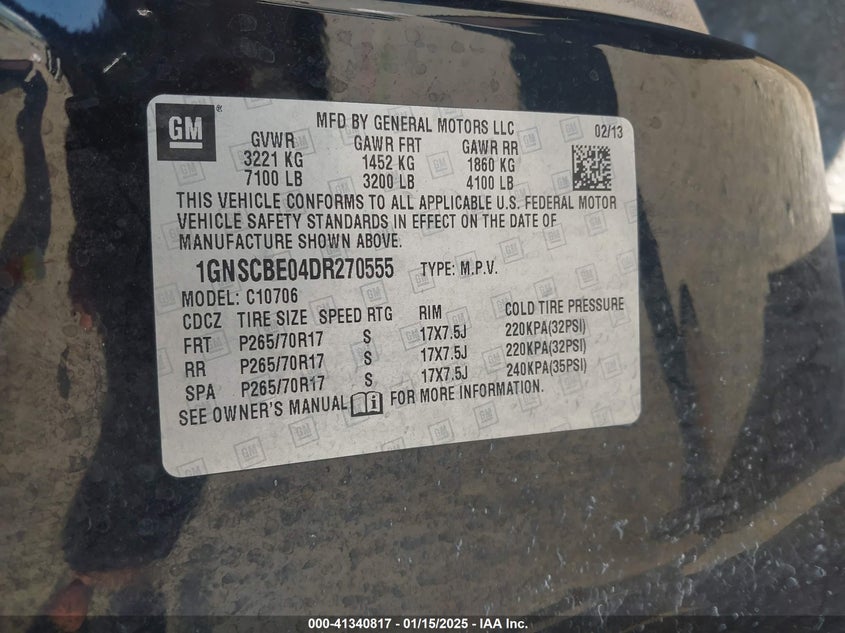 GM
MFD BY GENERAL MOTORS LLC
02/13
GVWR GAWR FRT GAWR RR
3221 KG 1452 KG 1860 KG
7100 LB 3200 LB 4100 LB
THIS VEHICLE CONFORMS TO ALL APPLICABLE U.S. FEDERAL MOTOR
VEHICLE SAFETY STANDARDS IN EFFECT ON THE DATE OF
MANUFACTURE SHOWN ABOVE.
1GNSCBE04DR270555 TYPE: M.P.V.
MODEL: C10706
CDCZ TIRE SIZE SPEED RTG RIM COLD TIRE PRESSURE
FRT P265/70R17 S 17X7.5J 220KPA(32PSI)
RR P265/70R17 S 17X7.5J 220KPA(32PSI)
SPA P265/70R17 S 17X7.5J 240KPA(35PSI)
SEE OWNER'S MANUAL FOR MORE INFORMATION.
000-41340817 - 01/15/2025 - IAA Inc.